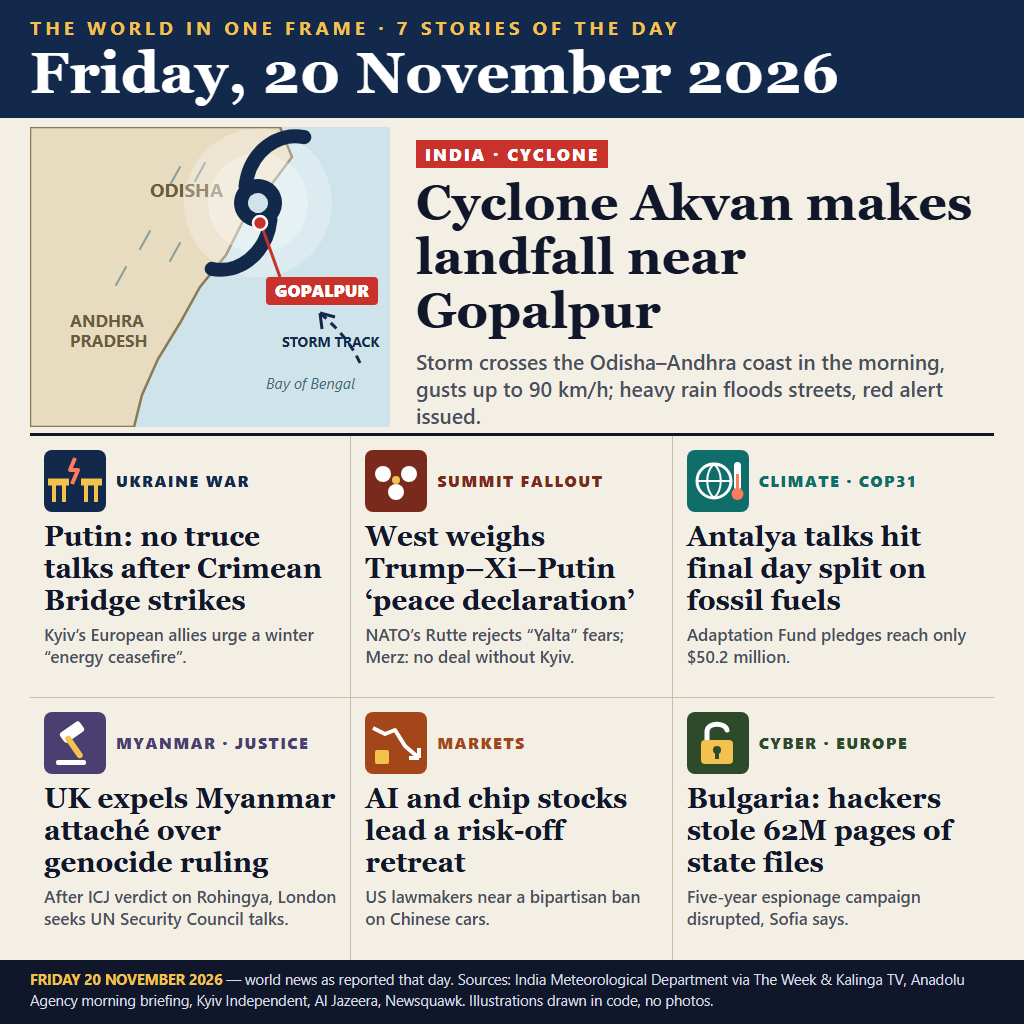 THE WORLD IN ONE FRAME · 7 STORIES OF THE DAY
Friday, 20 November 2026
ODISHA
GOPALPUR
ANDHRA
PRADESH
STORM TRACK
Bay of Bengal
INDIA · CYCLONE
Cyclone Akvan makes
landfall near
Gopalpur
Storm crosses the Odisha–Andhra coast in the morning,
gusts up to 90 km/h; heavy rain floods streets, red alert
issued.
UKRAINE WAR
Putin: no truce
talks after Crimean
Bridge strikes
Kyiv’s European allies urge a winter
“energy ceasefire”.
SUMMIT FALLOUT
West weighs
Trump–Xi–Putin
‘peace declaration’
NATO’s Rutte rejects “Yalta” fears;
Merz: no deal without Kyiv.
CLIMATE · COP31
Antalya talks hit
final day split on
fossil fuels
Adaptation Fund pledges reach only
$50.2 million.
MYANMAR · JUSTICE
UK expels Myanmar
attaché over
genocide ruling
After ICJ verdict on Rohingya, London
seeks UN Security Council talks.
MARKETS
AI and chip stocks
lead a risk-off
retreat
US lawmakers near a bipartisan ban
on Chinese cars.
CYBER · EUROPE
Bulgaria: hackers
stole 62M pages of
state files
Five-year espionage campaign
disrupted, Sofia says.
FRIDAY 20 NOVEMBER 2026 — world news as reported that day. Sources: India Meteorological Department via The Week & Kalinga TV, Anadolu
Agency morning briefing, Kyiv Independent, Al Jazeera, Newsquawk. Illustrations drawn in code, no photos.